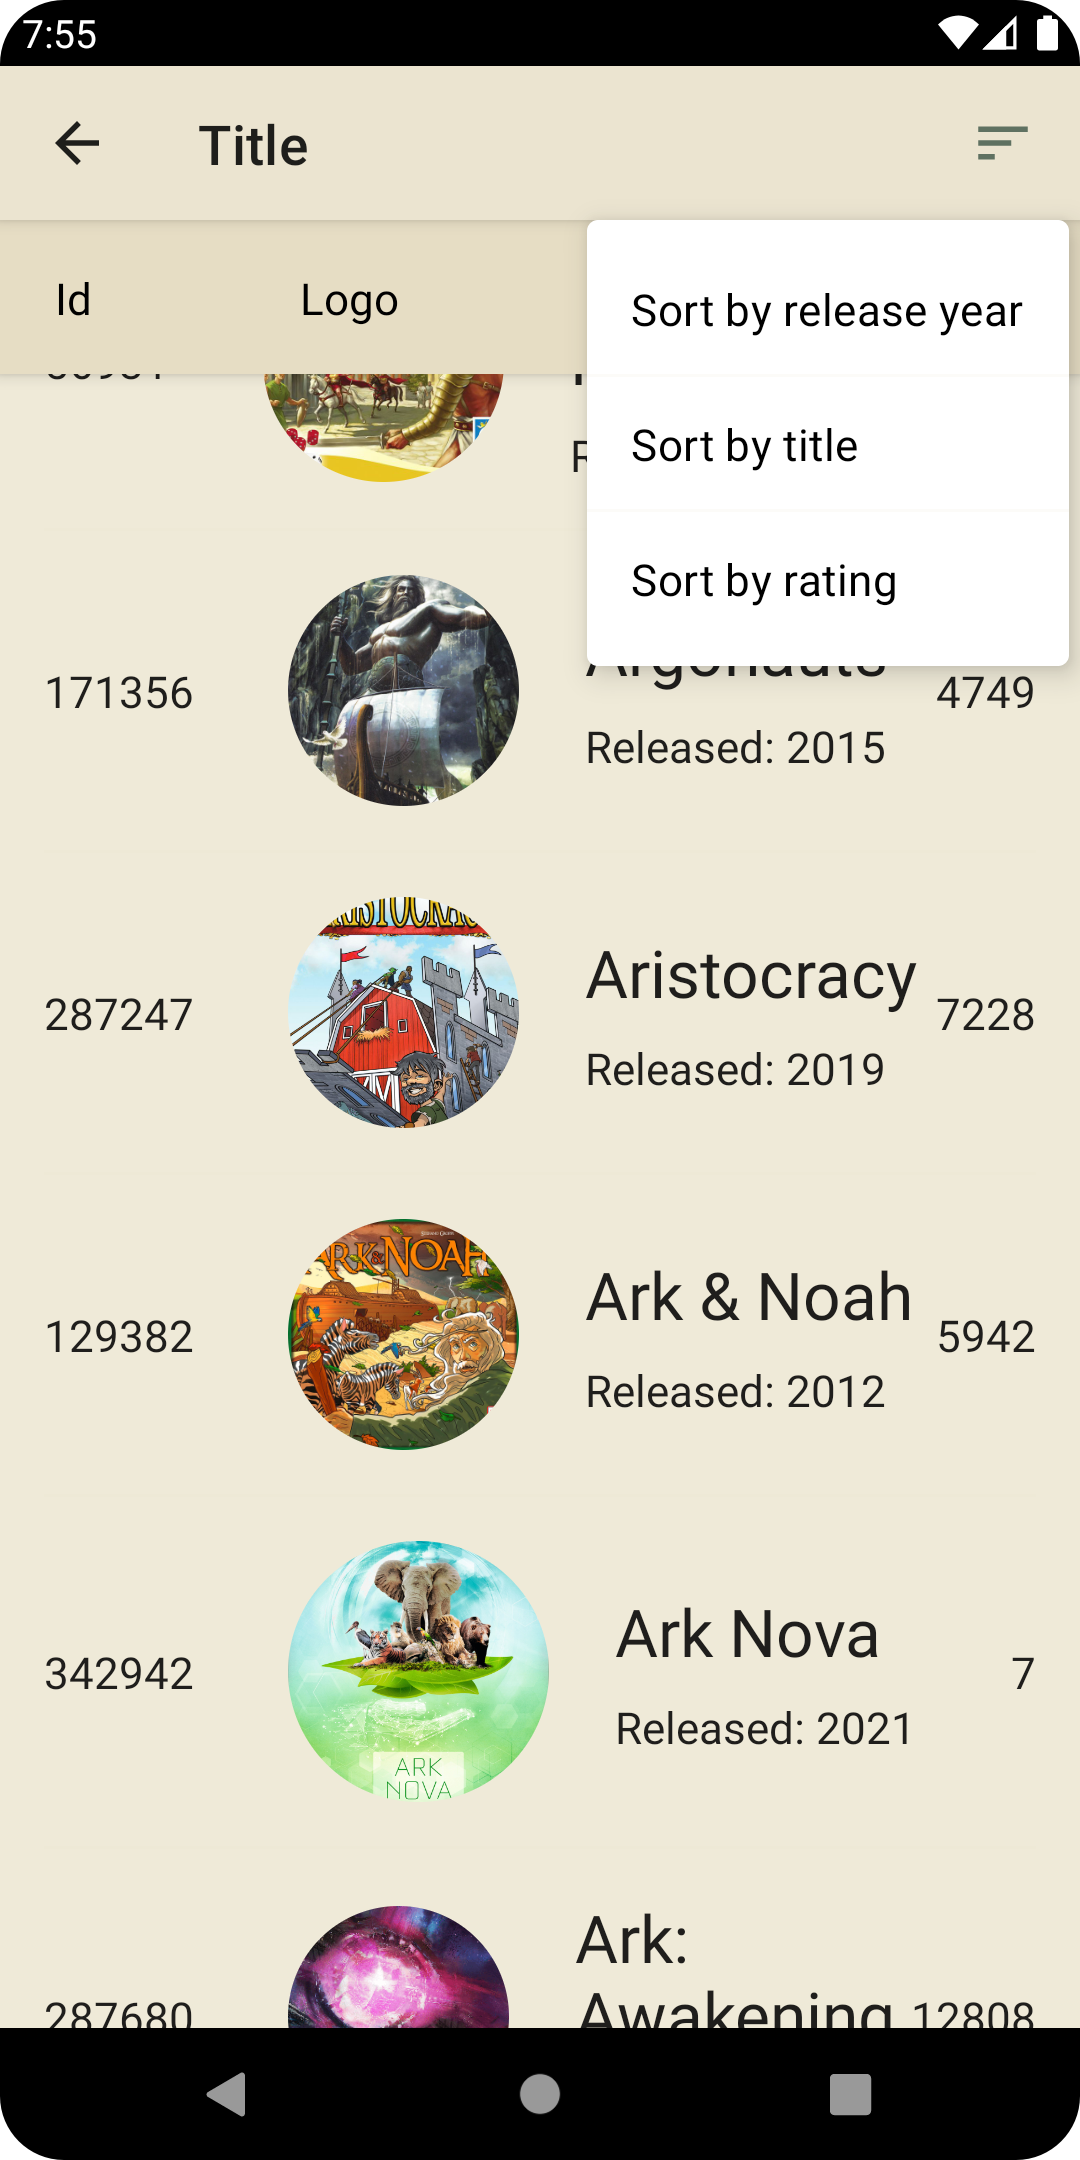 7:55
Title
Sort by release year
Id
Logo
Sort by title
Sort by rating
171356
Argonauts
4749
Released: 2015
ARISTOCRACY
287247
Aristocracy
7228
Released: 2019
ARK & NOAH
129382
Ark & Noah
5942
Released: 2012
342942
Ark Nova
7
Released: 2021
ARK
NOVA
Ark:
287680
Awakening
12808